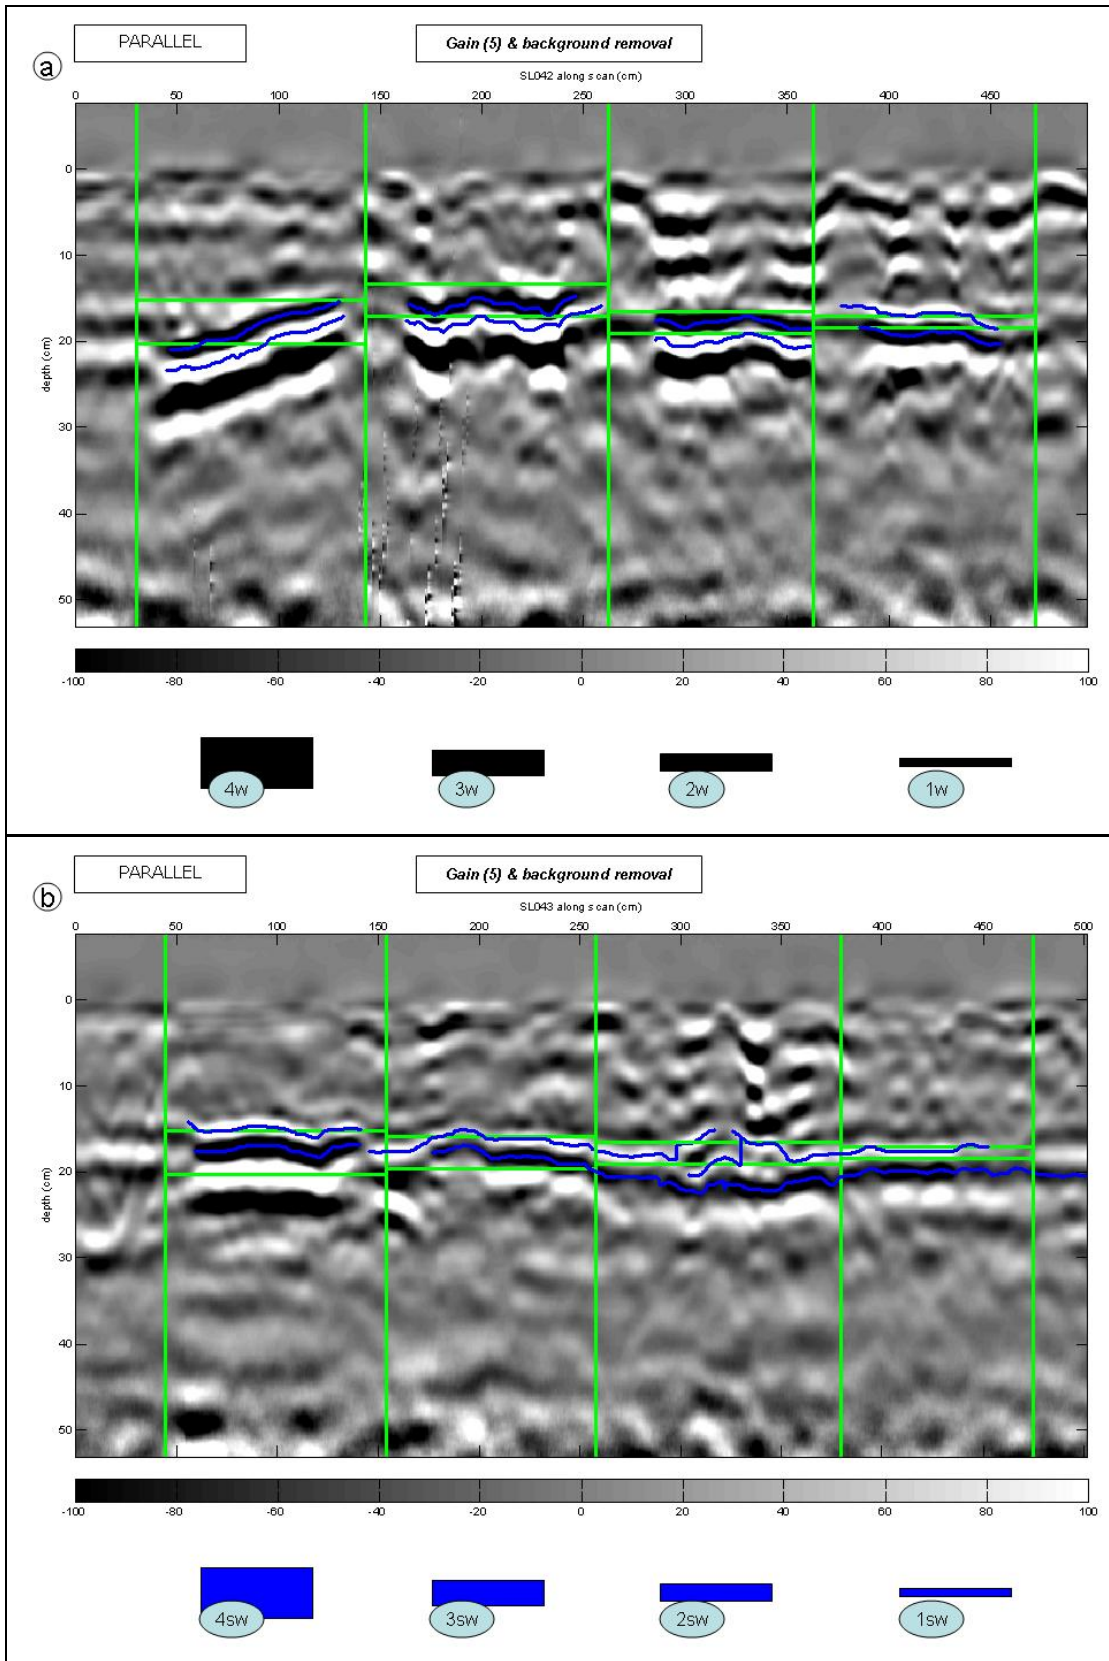 PARALLEL
Gain (5) & background removal
a
SL042 along scan (cm)
0 50 100 150 200 250 300 350 400 450
0
10
20
30
40
50
depth (cm)
-100 -80 -60 -40 -20 0 20 40 60 80 100
4w 3w 2w 1w
PARALLEL
Gain (5) & background removal
b
SL043 along scan (cm)
0 50 100 150 200 250 300 350 400 450 500
0
10
20
30
40
50
depth (cm)
-100 -80 -60 -40 -20 0 20 40 60 80 100
4sw 3sw 2sw 1sw